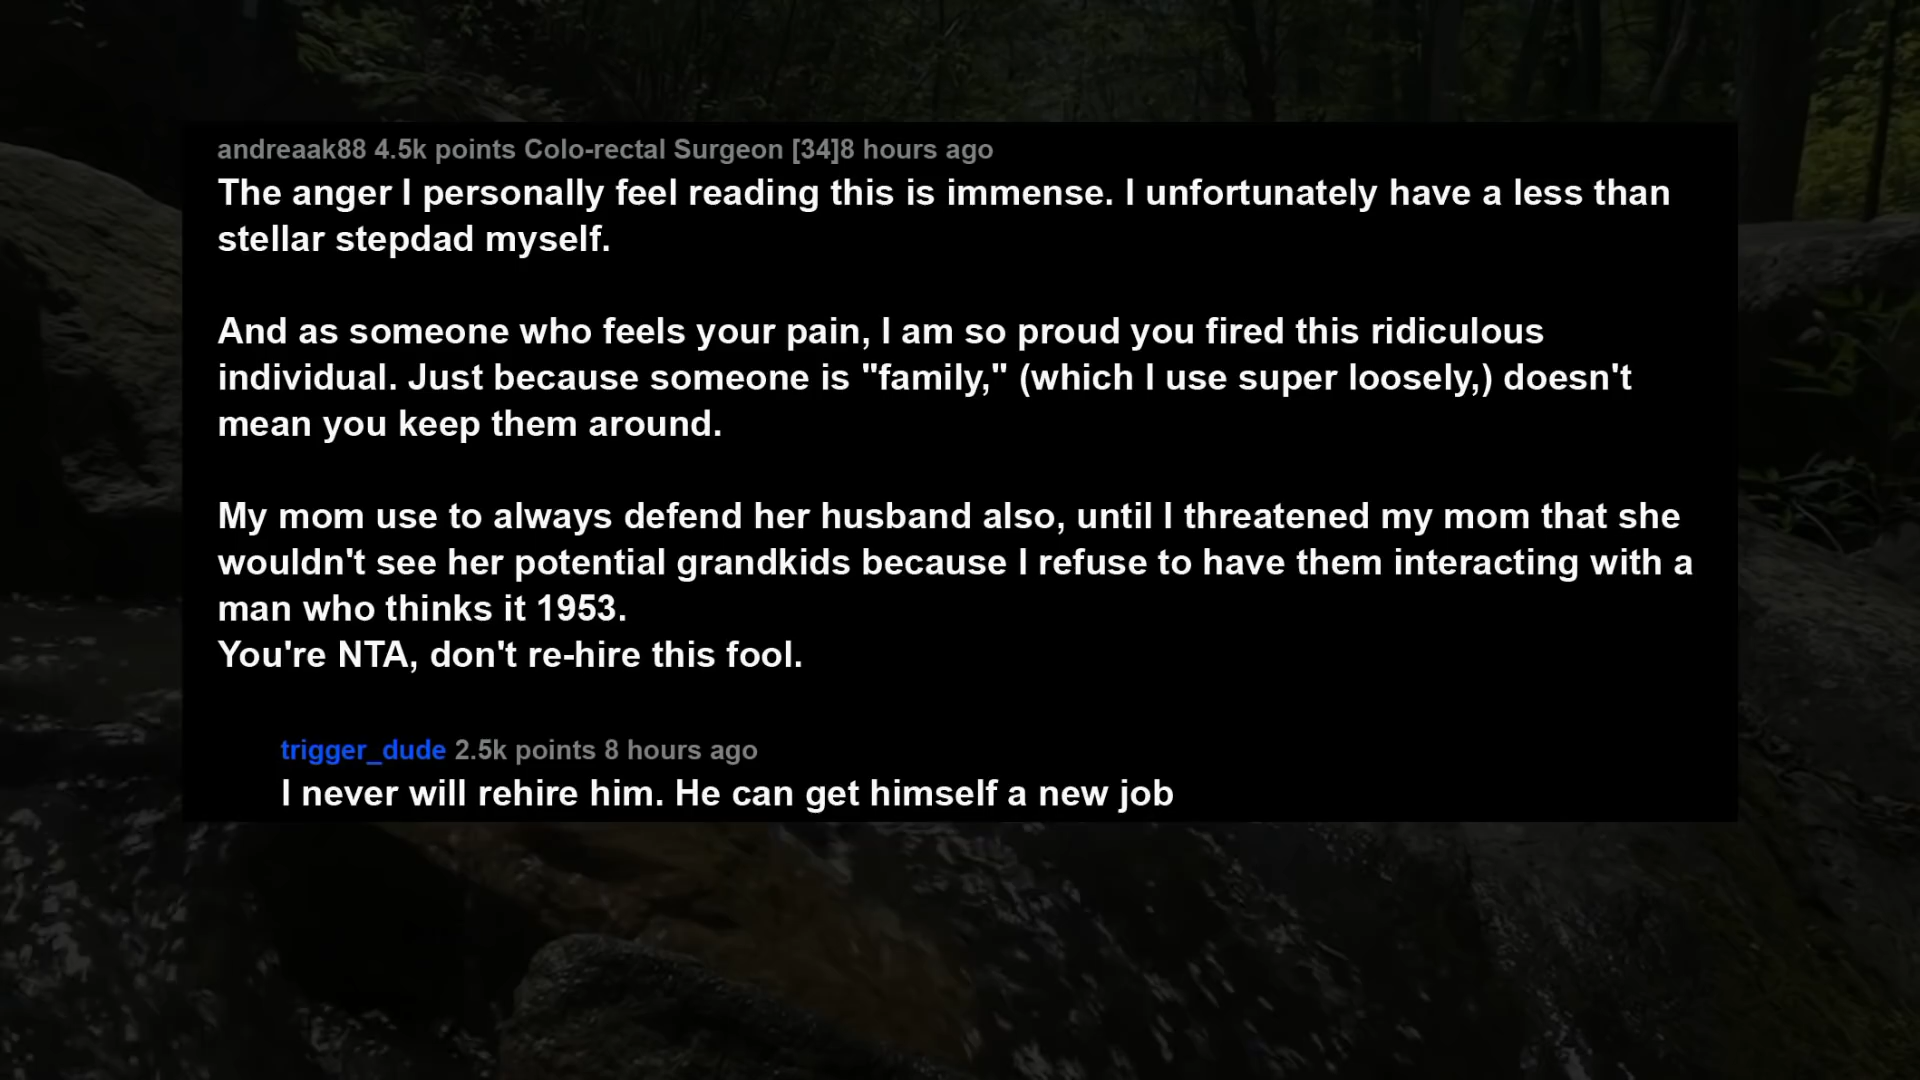 andreaak88 4.5k points Colo-rectal Surgeon [34]8 hours ago
The anger I personally feel reading this is immense. I unfortunately have a less than
stellar stepdad myself.
And as someone who feels your pain, I am so proud you fired this ridiculous
individual. Just because someone is "family," (which I use super loosely,) doesn't
mean you keep them around.
My mom use to always defend her husband also, until I threatened my mom that she
wouldn't see her potential grandkids because I refuse to have them interacting with a
man who thinks it 1953.
You're NTA, don't re-hire this fool.
trigger_dude 2.5k points 8 hours ago
I never will rehire him. He can get himself a new job